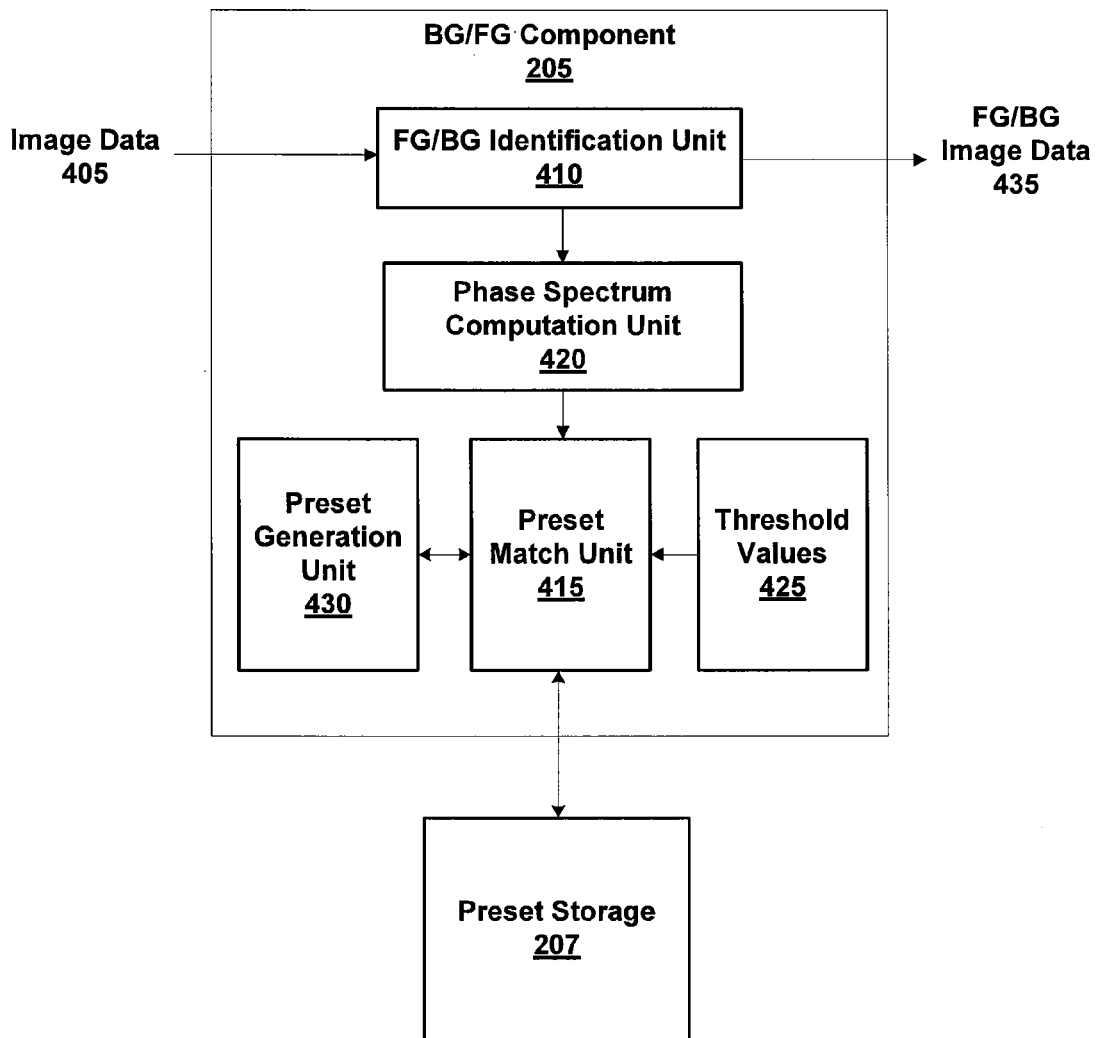 BG/FG Component
205
Image Data
405
FG/BG Identification Unit
410
FG/BG
Image Data
435
Phase Spectrum
Computation Unit
420
Preset
Generation
Unit
430
Preset
Match Unit
415
Threshold
Values
425
Preset Storage
207